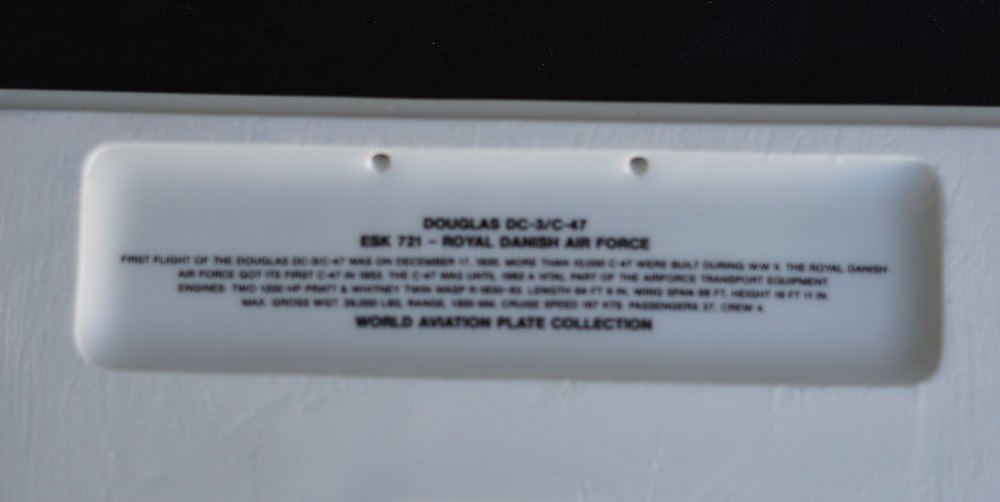 DOUGLAS DC-3/C-47
ESK 721 - ROYAL DANISH AIR FORCE
FIRST FLIGHT OF THE DOUGLAS DC-3/C-47 WAS ON DECEMBER 17, 1935. MORE THAN 10,000 C-47 WERE BUILT DURING WW II. THE ROYAL DANISH
AIR FORCE GOT ITS FIRST C-47 IN 1953. THE C-47 WAS UNTIL 1982 A VITAL PART OF THE AIRFORCE TRANSPORT EQUIPMENT.
ENGINES: TWO 1200 HP PRATT & WHITNEY TWIN WASP LENGTH 64 FT 6 IN, WING SPAN 95 FT, HEIGHT 16 FT 11 IN.
MAX. GROSS WGT LBS, RANGE, 1300 NM, CRUISE SPEED 167 KTS. PASSENGERS 27, CREW 4.
WORLD AVIATION PLATE COLLECTION